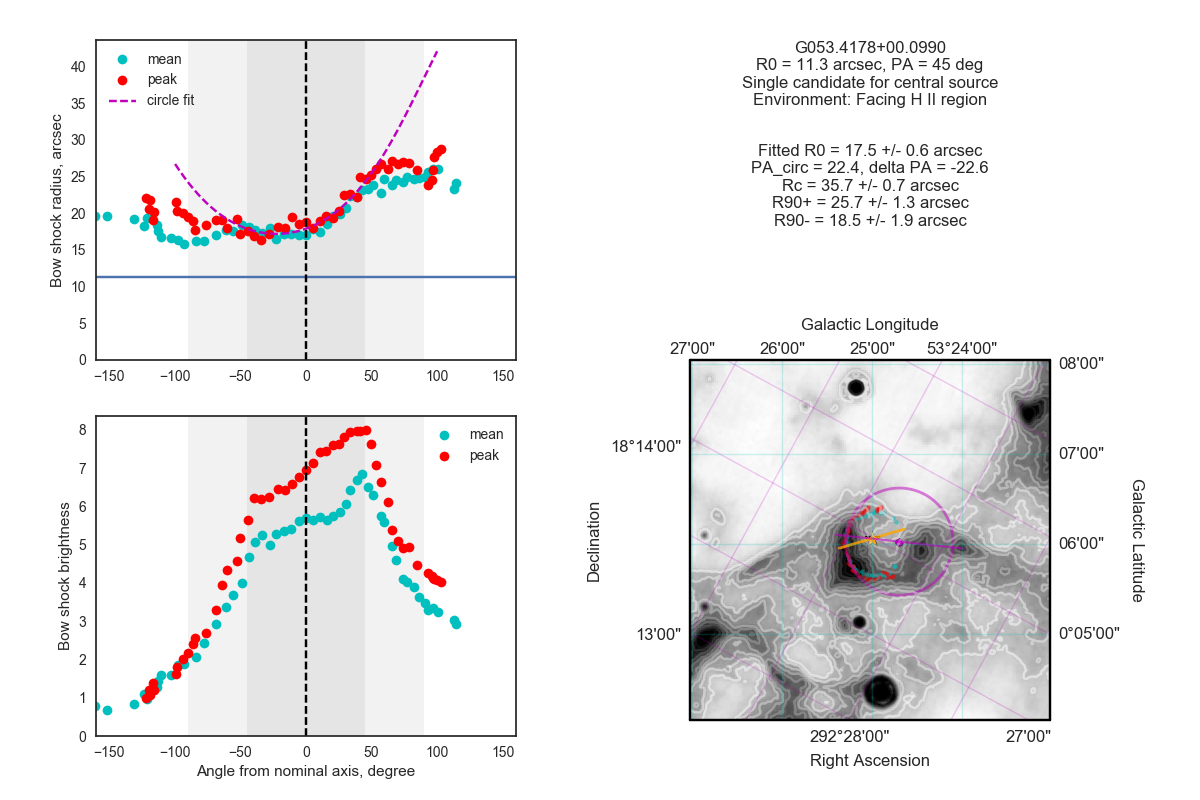 mean
peak
circle fit
40
35
30
25
20
15
10
5
0
Bow shock radius, arcsec
−150
−100
−50
0
50
100
150
8
7
6
5
4
3
2
1
0
Bow shock brightness
mean
peak
−150
−100
−50
0
50
100
150
Angle from nominal axis, degree
G053.4178+00.0990
R0 = 11.3 arcsec, PA = 45 deg
Single candidate for central source
Environment: Facing H II region
Fitted R0 = 17.5 +/- 0.6 arcsec
PA_circ = 22.4, delta PA = -22.6
Rc = 35.7 +/- 0.7 arcsec
R90+ = 25.7 +/- 1.3 arcsec
R90- = 18.5 +/- 1.9 arcsec
Galactic Longitude
27'00" 26'00" 25'00" 53°24'00"
08'00"
07'00"
06'00"
0°05'00"
Galactic Latitude
18°14'00"
13'00"
Declination
292°28'00" 27'00"
Right Ascension